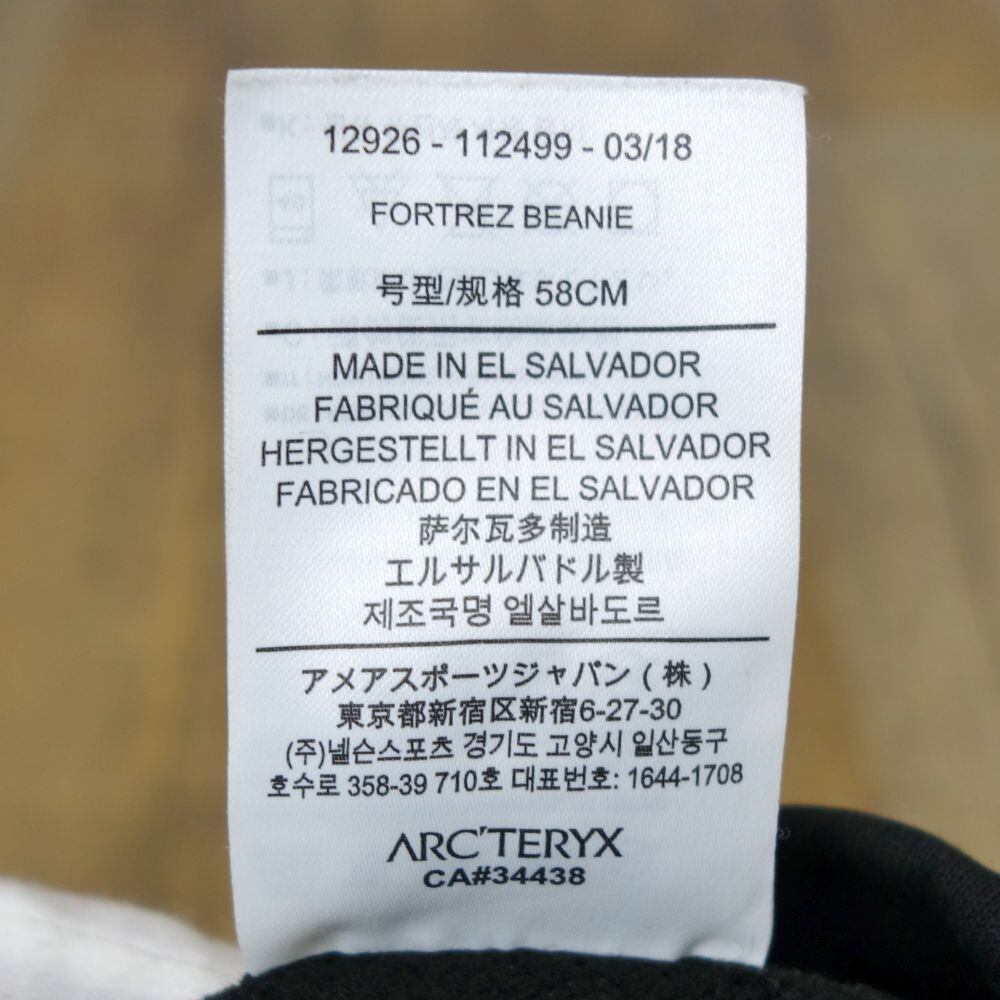 12926 - 112499 - 03/18
FORTREZ BEANIE
号型/规格 58CM
MADE IN EL SALVADOR
FABRIQUÉ AU SALVADOR
HERGESTELLT IN EL SALVADOR
FABRICADO EN EL SALVADOR
萨尔瓦多制造
エルサルバドル製
제조국명 엘살바도르
アメアスポーツジャパン(株)
東京都新宿区新宿6-27-30
(주)넬슨스포츠 경기도 고양시 일산동구
호수로 358-39 710호 대표번호: 1644-1708
ARC'TERYX
CA#34438